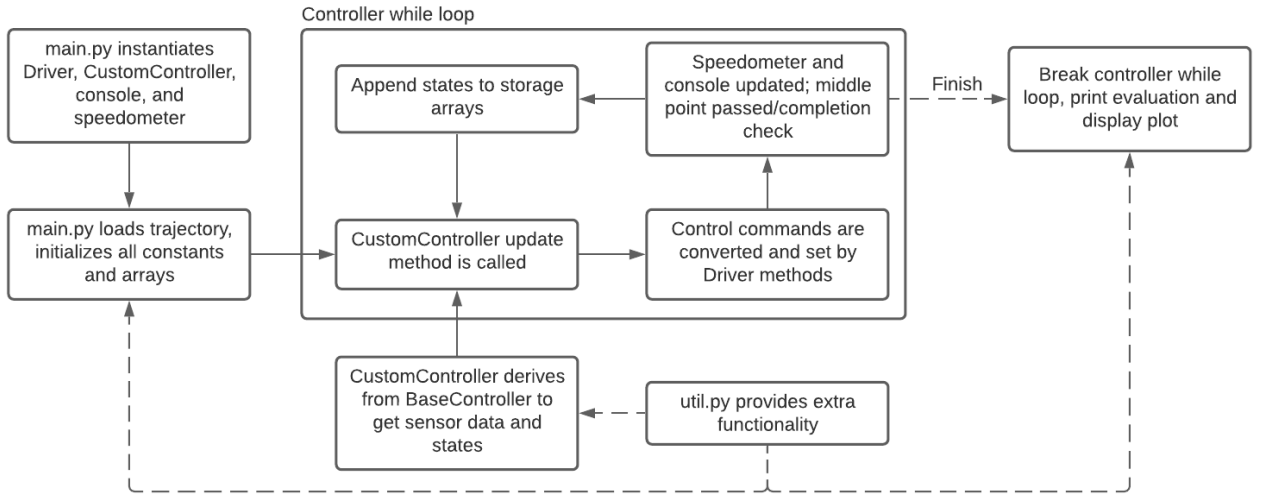 Controller while loop
main.py instantiates
Driver, CustomController,
console, and
speedometer
Append states to storage
arrays
Speedometer and
console updated; middle
point passed/completion
check
Finish
Break controller while
loop, print evaluation and
display plot
main.py loads trajectory,
initializes all constants
and arrays
CustomController update
method is called
Control commands are
converted and set by
Driver methods
CustomController derives
from BaseController to
get sensor data and
states
util.py provides extra
functionality